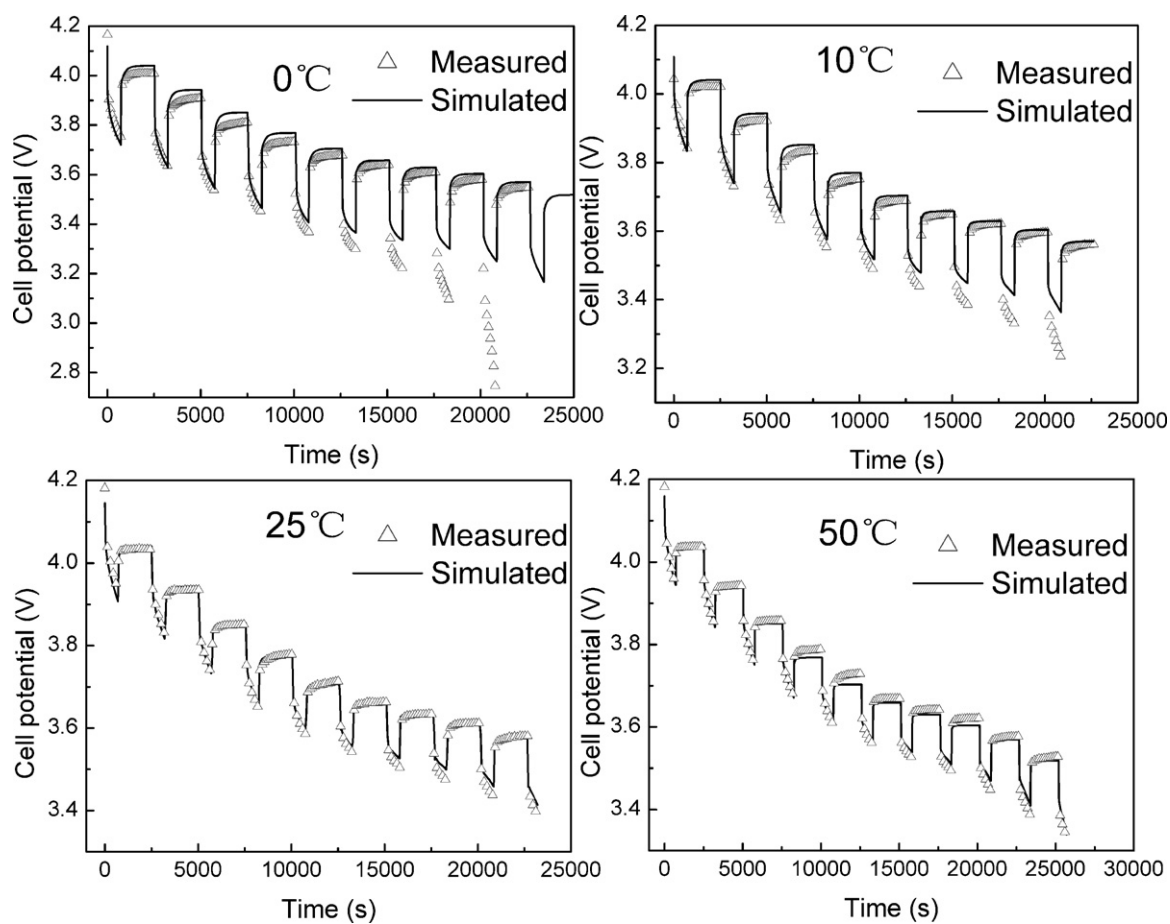 4.2
4.0
3.8
3.6
3.4
3.2
3.0
2.8
Cell potential (V)
0℃
Measured
Simulated
0 5000 10000 15000 20000 25000
Time (s)
4.2
4.0
3.8
3.6
3.4
3.2
Cell potential (V)
10℃
Measured
Simulated
0 5000 10000 15000 20000 25000
Time (s)
4.2
4.0
3.8
3.6
3.4
Cell potential (V)
25℃
Measured
Simulated
0 5000 10000 15000 20000 25000
Time (s)
4.2
4.0
3.8
3.6
3.4
Cell potential (V)
50℃
Measured
Simulated
0 5000 10000 15000 20000 25000 30000
Time (s)